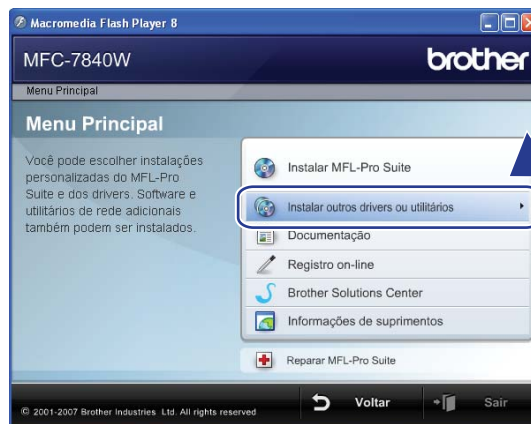 Macromedia Flash Player 8
MFC-7840W
brother
Menu Principal
Menu Principal
Você pode escolher instalações
personalizadas do MFL-Pro
Suite e dos drivers. Software e
utilitários de rede adicionais
também podem ser instalados.
Instalar MFL-Pro Suite
Instalar outros drivers ou utilitários
Documentação
Registro on-line
Brother Solutions Center
Informações de suprimentos
Reparar MFL-Pro Suite
© 2001-2007 Brother Industries Ltd. All rights reserved
Voltar
Sair